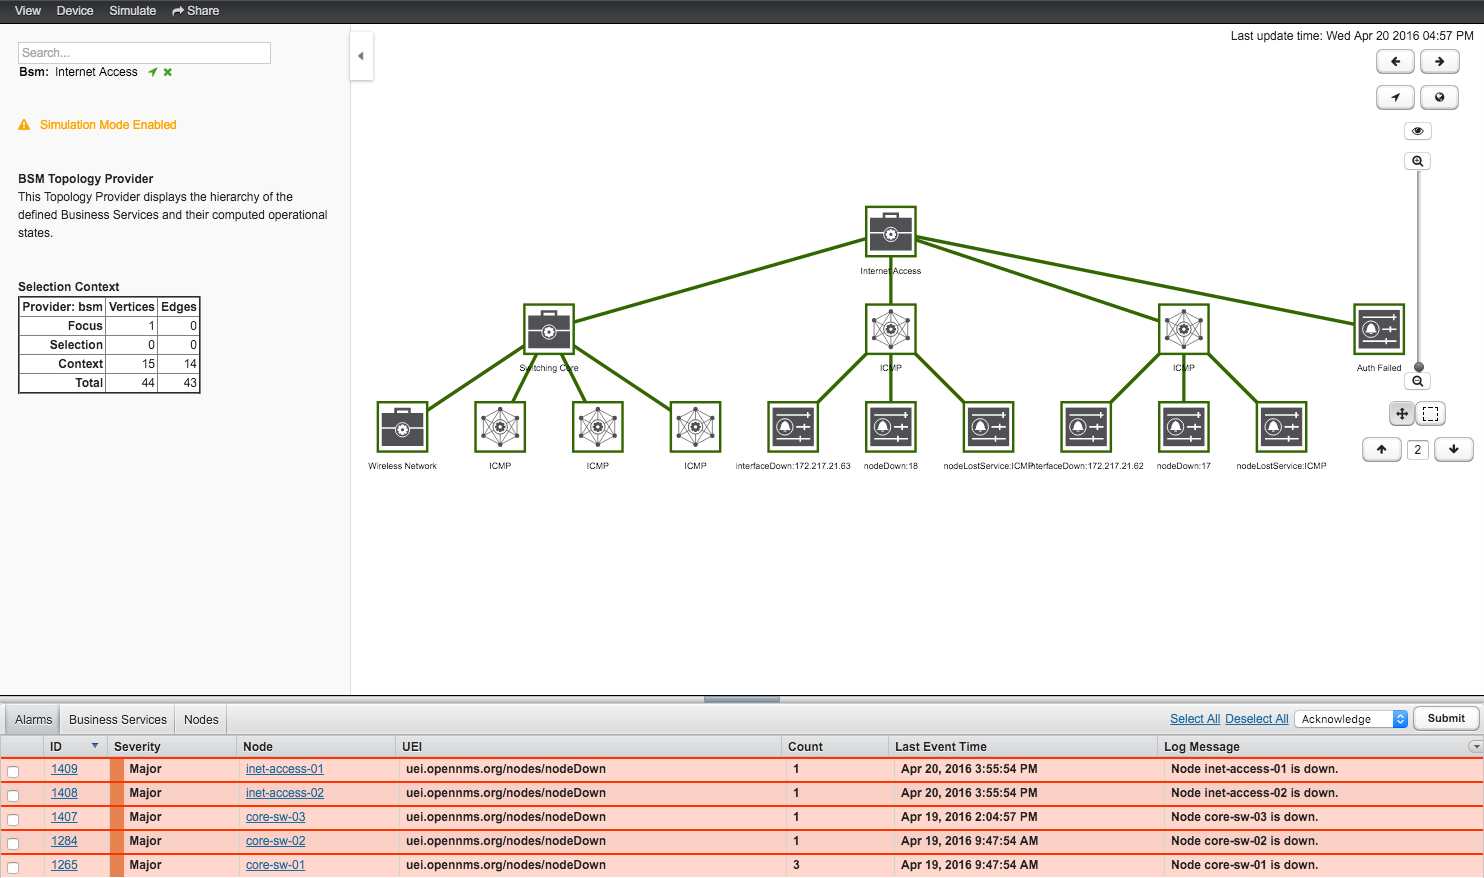 View Device Simulate Share
Last update time: Wed Apr 20 2016 04:57 PM
Search...
Bsm: Internet Access
Simulation Mode Enabled
BSM Topology Provider
This Topology Provider displays the hierarchy of the
defined Business Services and their computed operational
states.
Selection Context
Provider: bsm Vertices Edges
Focus 1 0
Selection 0 0
Context 15 14
Total 44 43
Internet Access
Switching Core
ICMP
ICMP
Auth Failed
Wireless Network
ICMP
ICMP
ICMP
interfaceDown:172.217.21.63
nodeDown:18
nodeLostService:ICMP
interfaceDown:172.217.21.62
nodeDown:17
nodeLostService:ICMP
2
Alarms Business Services Nodes
Select All Deselect All Acknowledge Submit
ID Severity Node UEI Count Last Event Time Log Message
1409 Major inet-access-01 uei.opennms.org/nodes/nodeDown 1 Apr 20, 2016 3:55:54 PM Node inet-access-01 is down.
1408 Major inet-access-02 uei.opennms.org/nodes/nodeDown 1 Apr 20, 2016 3:55:54 PM Node inet-access-02 is down.
1407 Major core-sw-03 uei.opennms.org/nodes/nodeDown 1 Apr 19, 2016 2:04:57 PM Node core-sw-03 is down.
1284 Major core-sw-02 uei.opennms.org/nodes/nodeDown 1 Apr 19, 2016 9:47:54 AM Node core-sw-02 is down.
1265 Major core-sw-01 uei.opennms.org/nodes/nodeDown 3 Apr 19, 2016 9:47:54 AM Node core-sw-01 is down.